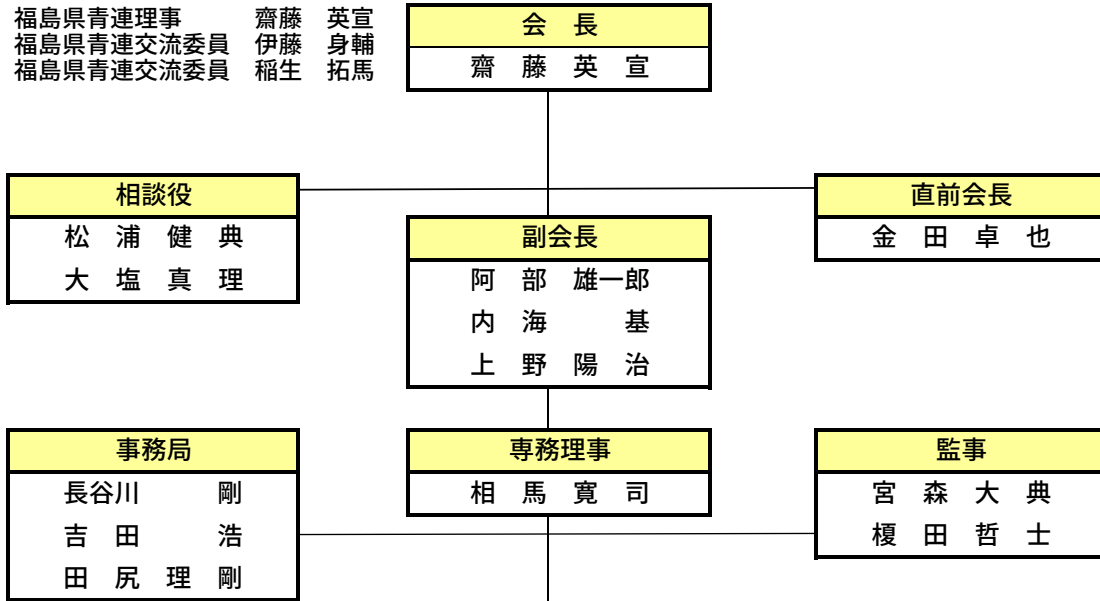 福島県青連理事　　　齋藤　英宣
福島県青連交流委員　伊藤　身輔
福島県青連交流委員　稲生　拓馬
会　長
齋　藤　英　宣
相談役
松　浦　健　典
大　塩　真　理
直前会長
金　田　卓　也
副会長
阿　部　雄一郎
内　海　　　基
上　野　陽　治
事務局
長谷川　　　剛
吉　田　　　浩
田　尻　理　剛
専務理事
相　馬　寛　司
監事
宮　森　大　典
榎　田　哲　士